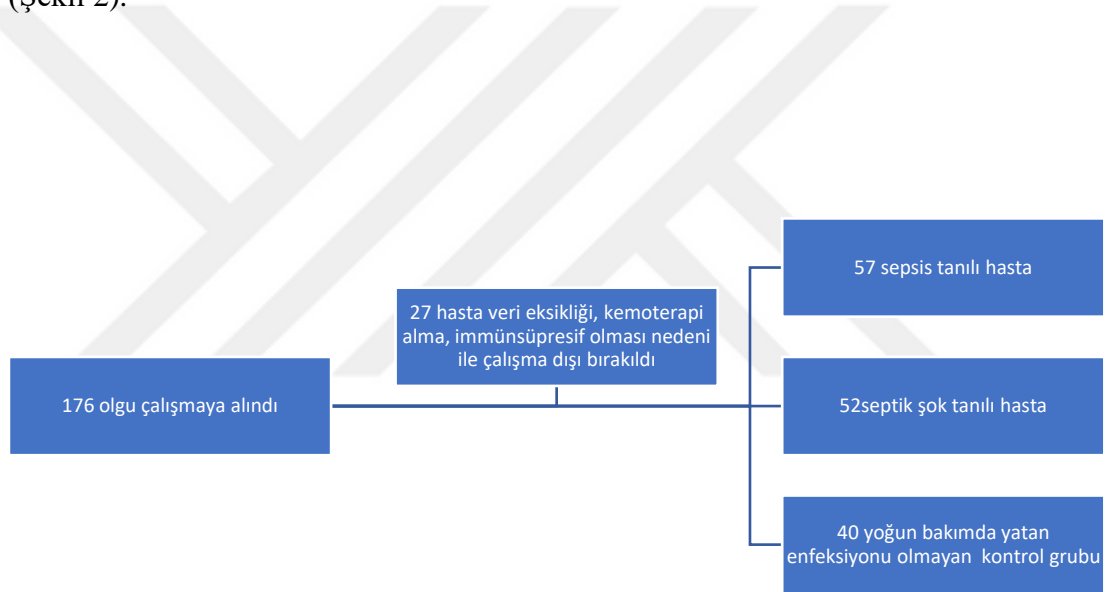 (Şekil 2).
57 sepsis tanılı hasta
27 hasta veri eksikliği, kemoterapi
alma, immünsüpresif olması nedeni
ile çalışma dışı bırakıldı
176 olgu çalışmaya alındı
52septik şok tanılı hasta
40 yoğun bakımda yatan
enfeksiyonu olmayan kontrol grubu